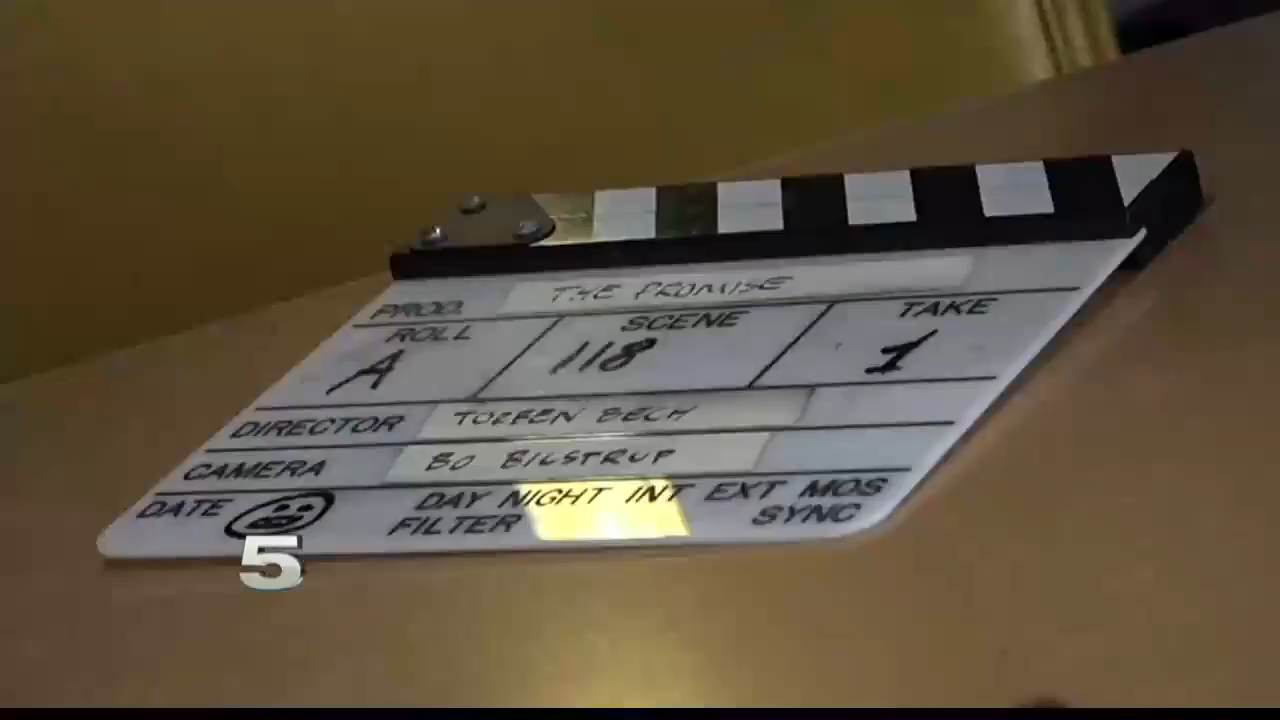 PROD. THE PROMISE
ROLL SCENE TAKE
A 118 1
DIRECTOR TORBEN BECH
CAMERA BO BILSTRUP
DATE DAY NIGHT INT EXT MOS
FILTER SYNC
5